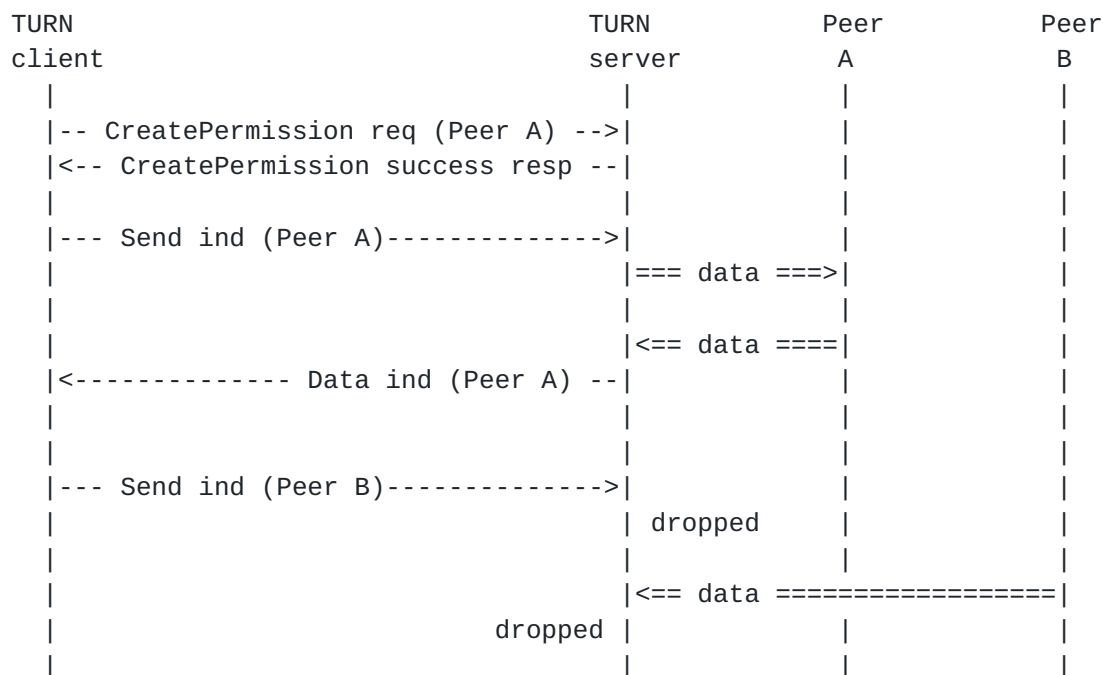 TURN                                 TURN           Peer          Peer
client                               server          A             B
  |                                    |             |             |
  |-- CreatePermission req (Peer A) -->|             |             |
  |<-- CreatePermission success resp --|             |             |
  |                                    |             |             |
  |--- Send ind (Peer A)-------------->|             |             |
  |                                    |=== data ===>|             |
  |                                    |             |             |
  |                                    |<== data ====|             |
  |<-------------- Data ind (Peer A) --|             |             |
  |                                    |             |             |
  |                                    |             |             |
  |--- Send ind (Peer B)-------------->|             |             |
  |                                    | dropped     |             |
  |                                    |             |             |
  |                                    |<== data ==================|
  |                            dropped |             |             |
  |                                    |             |             |